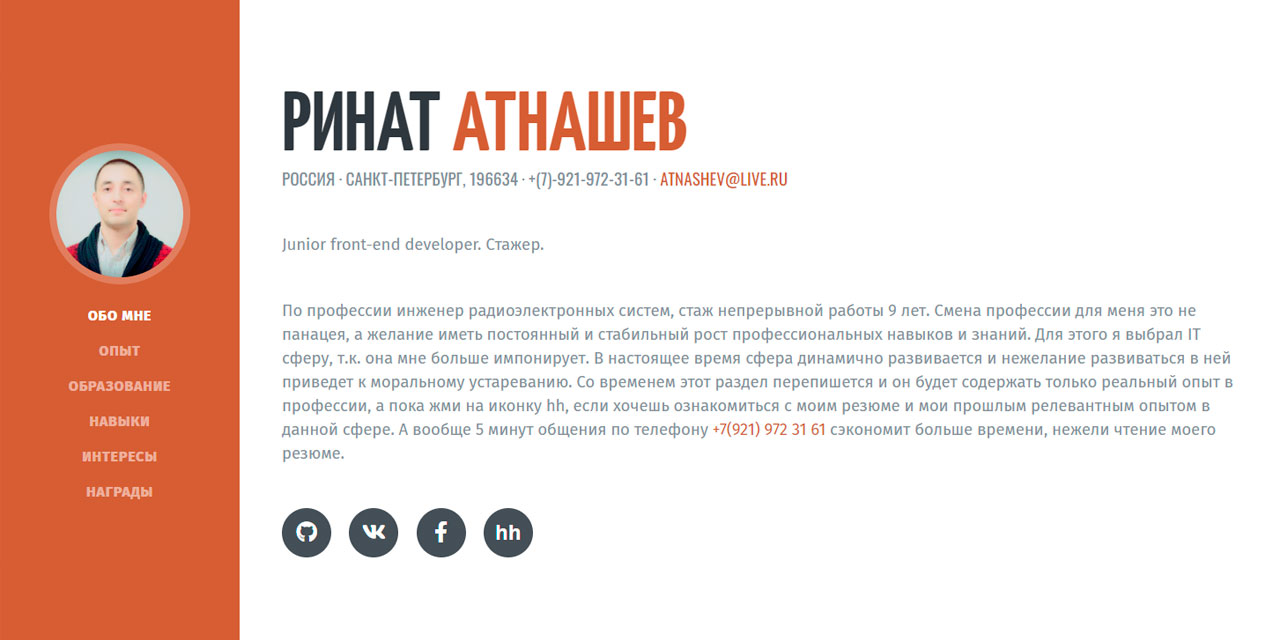 РИНАТ АТНАШЕВ
РОССИЯ · САНКТ-ПЕТЕРБУРГ, 196634 · +(7)-921-972-31-61 · ATNASHEV@LIVE.RU
Junior front-end developer. Стажер.
ОБО МНЕ
ОПЫТ
ОБРАЗОВАНИЕ
НАВЫКИ
ИНТЕРЕСЫ
НАГРАДЫ
По профессии инженер радиоэлектронных систем, стаж непрерывной работы 9 лет. Смена профессии для меня это не
панацея, а желание иметь постоянный и стабильный рост профессиональных навыков и знаний. Для этого я выбрал IT
сферу, т.к. она мне больше импонирует. В настоящее время сфера динамично развивается и нежелание развиваться в ней
приведет к моральному устареванию. Со временем этот раздел перепишется и он будет содержать только реальный опыт в
профессии, а пока жми на иконку hh, если хочешь ознакомиться с моим резюме и мои прошлым релевантным опытом в
данной сфере. А вообще 5 минут общения по телефону +7(921) 972 31 61 сэкономит больше времени, нежели чтение моего
резюме.
hh